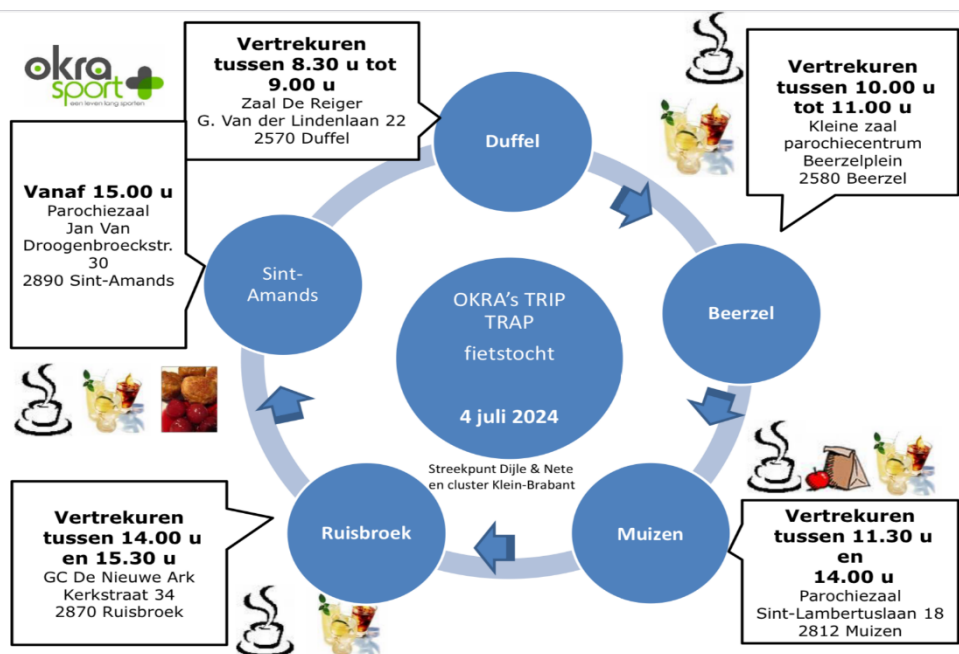 okra
sport
een leven lang sporten
Vertrekuren
tussen 8.30 u tot
9.00 u
Zaal De Reiger
G. Van der Lindenlaan 22
2570 Duffel
Duffel
Vertrekuren
tussen 10.00 u
tot 11.00 u
Kleine zaal
parochiecentrum
Beerzelplein
2580 Beerzel
Beerzel
Vanaf 15.00 u
Parochiezaal
Jan Van
Droogenbroeckstr.
30
2890 Sint-Amands
Sint-
Amands
OKRA's TRIP
TRAP
fietstocht
4 juli 2024
Streekpunt Dijle & Nete
en cluster Klein-Brabant
Vertrekuren
tussen 14.00 u
en 15.30 u
GC De Nieuwe Ark
Kerkstraat 34
2870 Ruisbroek
Ruisbroek
Muizen
Vertrekuren
tussen 11.30 u
en
14.00 u
Parochiezaal
Sint-Lambertuslaan 18
2812 Muizen